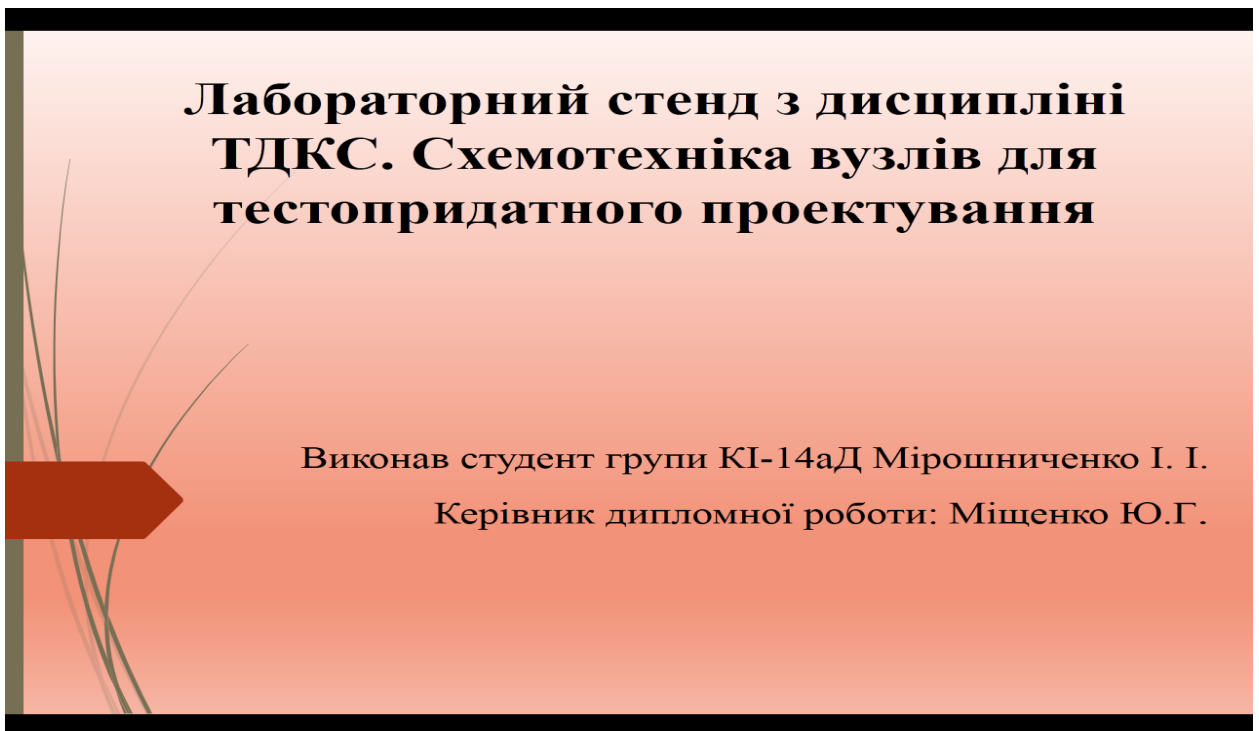 Лабораторний стенд з дисципліні
ТДКС. Схемотехніка вузлів для
тестопридатного проектування
Виконав студент групи КІ-14аД Мірошниченко І. І.
Керівник дипломної роботи: Міщенко Ю.Г.